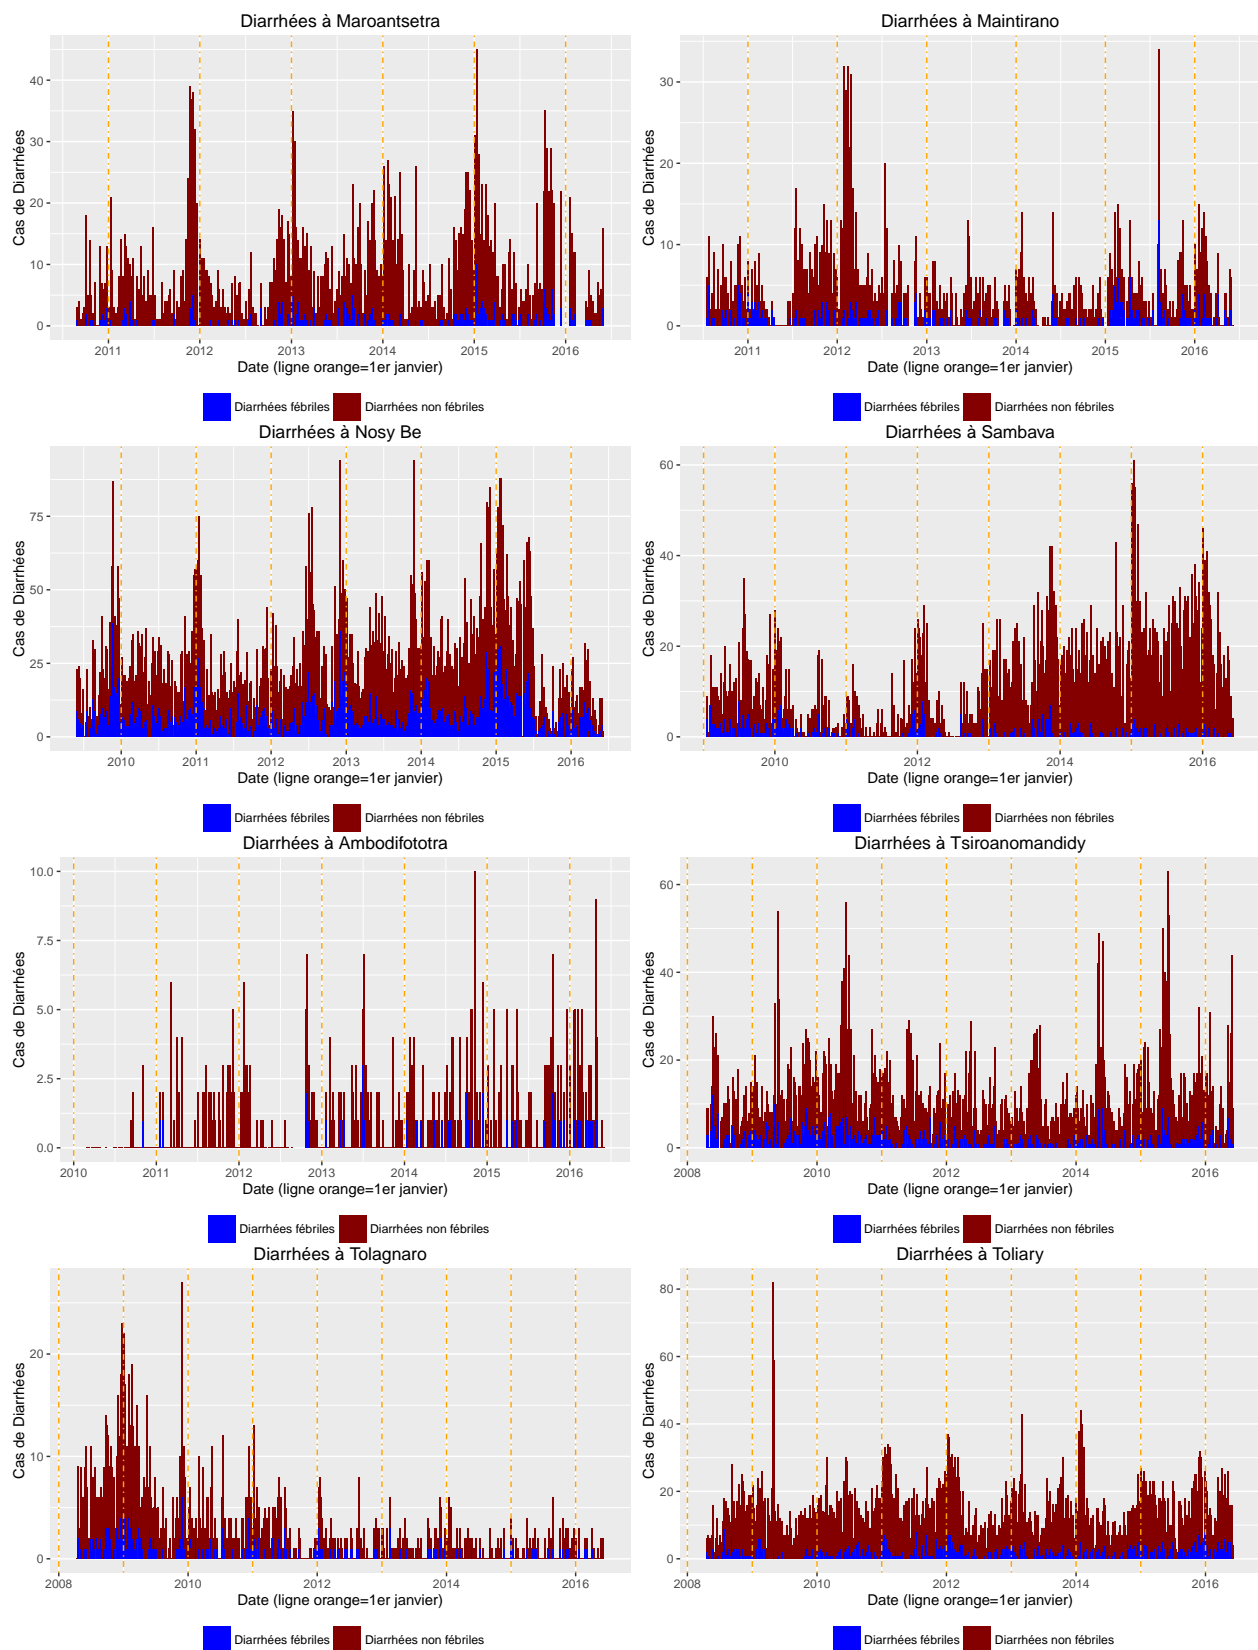 Diarrhées à Maroantsetra
Cas de Diarrhées
40
30
20
10
0
2011 2012 2013 2014 2015 2016
Date (ligne orange=1er janvier)
Diarrhées fébriles Diarrhées non fébriles
Diarrhées à Maintirano
Cas de Diarrhées
30
20
10
0
2011 2012 2013 2014 2015 2016
Date (ligne orange=1er janvier)
Diarrhées fébriles Diarrhées non fébriles
Diarrhées à Nosy Be
Cas de Diarrhées
75
50
25
0
2010 2011 2012 2013 2014 2015 2016
Date (ligne orange=1er janvier)
Diarrhées fébriles Diarrhées non fébriles
Diarrhées à Sambava
Cas de Diarrhées
60
40
20
0
2010 2012 2014 2016
Date (ligne orange=1er janvier)
Diarrhées fébriles Diarrhées non fébriles
Diarrhées à Ambodifototra
Cas de Diarrhées
10.0
7.5
5.0
2.5
0.0
2010 2011 2012 2013 2014 2015 2016
Date (ligne orange=1er janvier)
Diarrhées fébriles Diarrhées non fébriles
Diarrhées à Tsiroanomandidy
Cas de Diarrhées
60
40
20
0
2008 2010 2012 2014 2016
Date (ligne orange=1er janvier)
Diarrhées fébriles Diarrhées non fébriles
Diarrhées à Tolagnaro
Cas de Diarrhées
20
10
0
2008 2010 2012 2014 2016
Date (ligne orange=1er janvier)
Diarrhées fébriles Diarrhées non fébriles
Diarrhées à Toliary
Cas de Diarrhées
80
60
40
20
0
2008 2010 2012 2014 2016
Date (ligne orange=1er janvier)
Diarrhées fébriles Diarrhées non fébriles